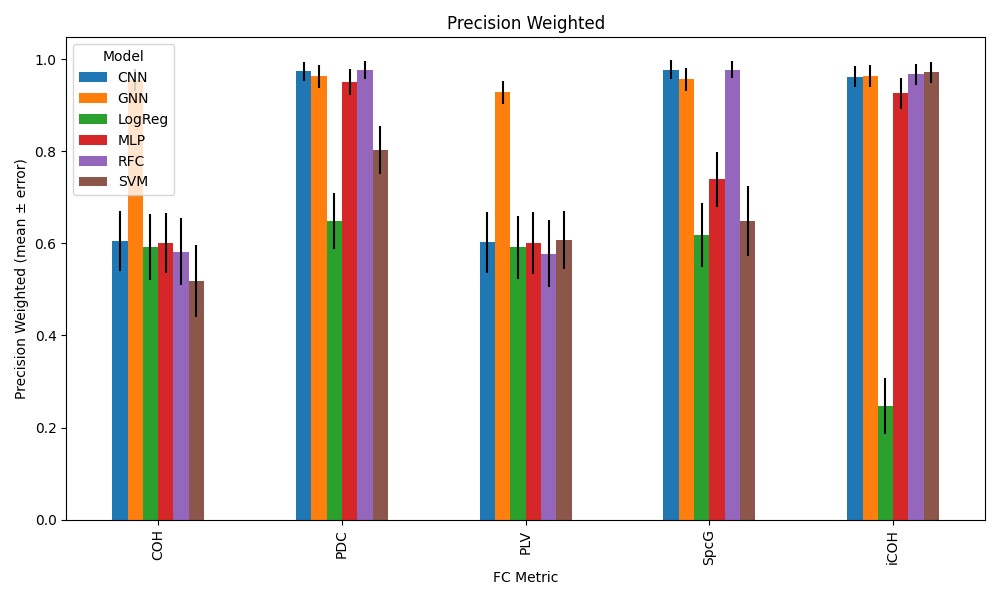 Precision Weighted
Precision Weighted (mean ± error)
1.0
0.8
0.6
0.4
0.2
0.0
Model
CNN
GNN
LogReg
MLP
RFC
SVM
COH
PDC
PLV
SpcG
iCOH
FC Metric